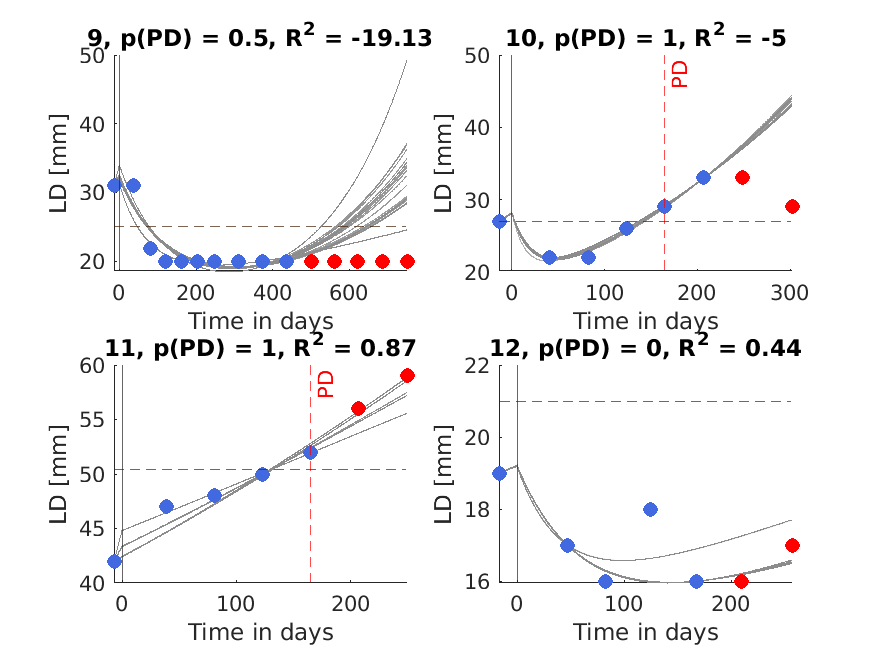 9, p(PD) = 0.5, R² = -19.13
50
40
30
20
LD [mm]
0
200
400
600
Time in days
10, p(PD) = 1, R² = -5
50
40
30
20
LD [mm]
PD
0
100
200
300
Time in days
11, p(PD) = 1, R² = 0.87
60
55
50
45
40
LD [mm]
PD
0
100
200
Time in days
12, p(PD) = 0, R² = 0.44
22
20
18
16
LD [mm]
0
100
200
Time in days